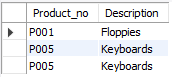 Product_no Description
P001 Floppies
P005 Keyboards
P005 Keyboards